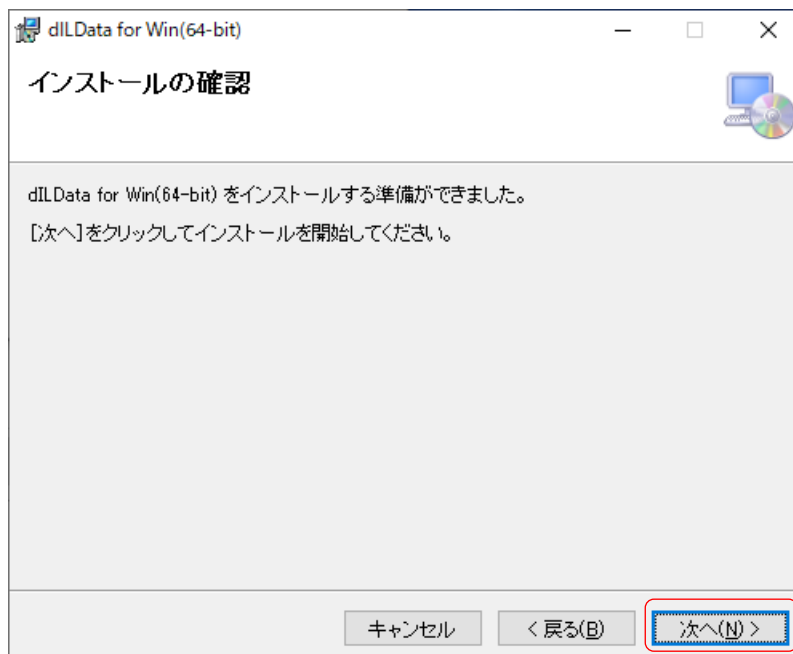 dILData for Win(64-bit)
インストールの確認
dILData for Win(64-bit) をインストールする準備ができました。
[次へ]をクリックしてインストールを開始してください。
キャンセル
< 戻る(B)
次へ(N) >